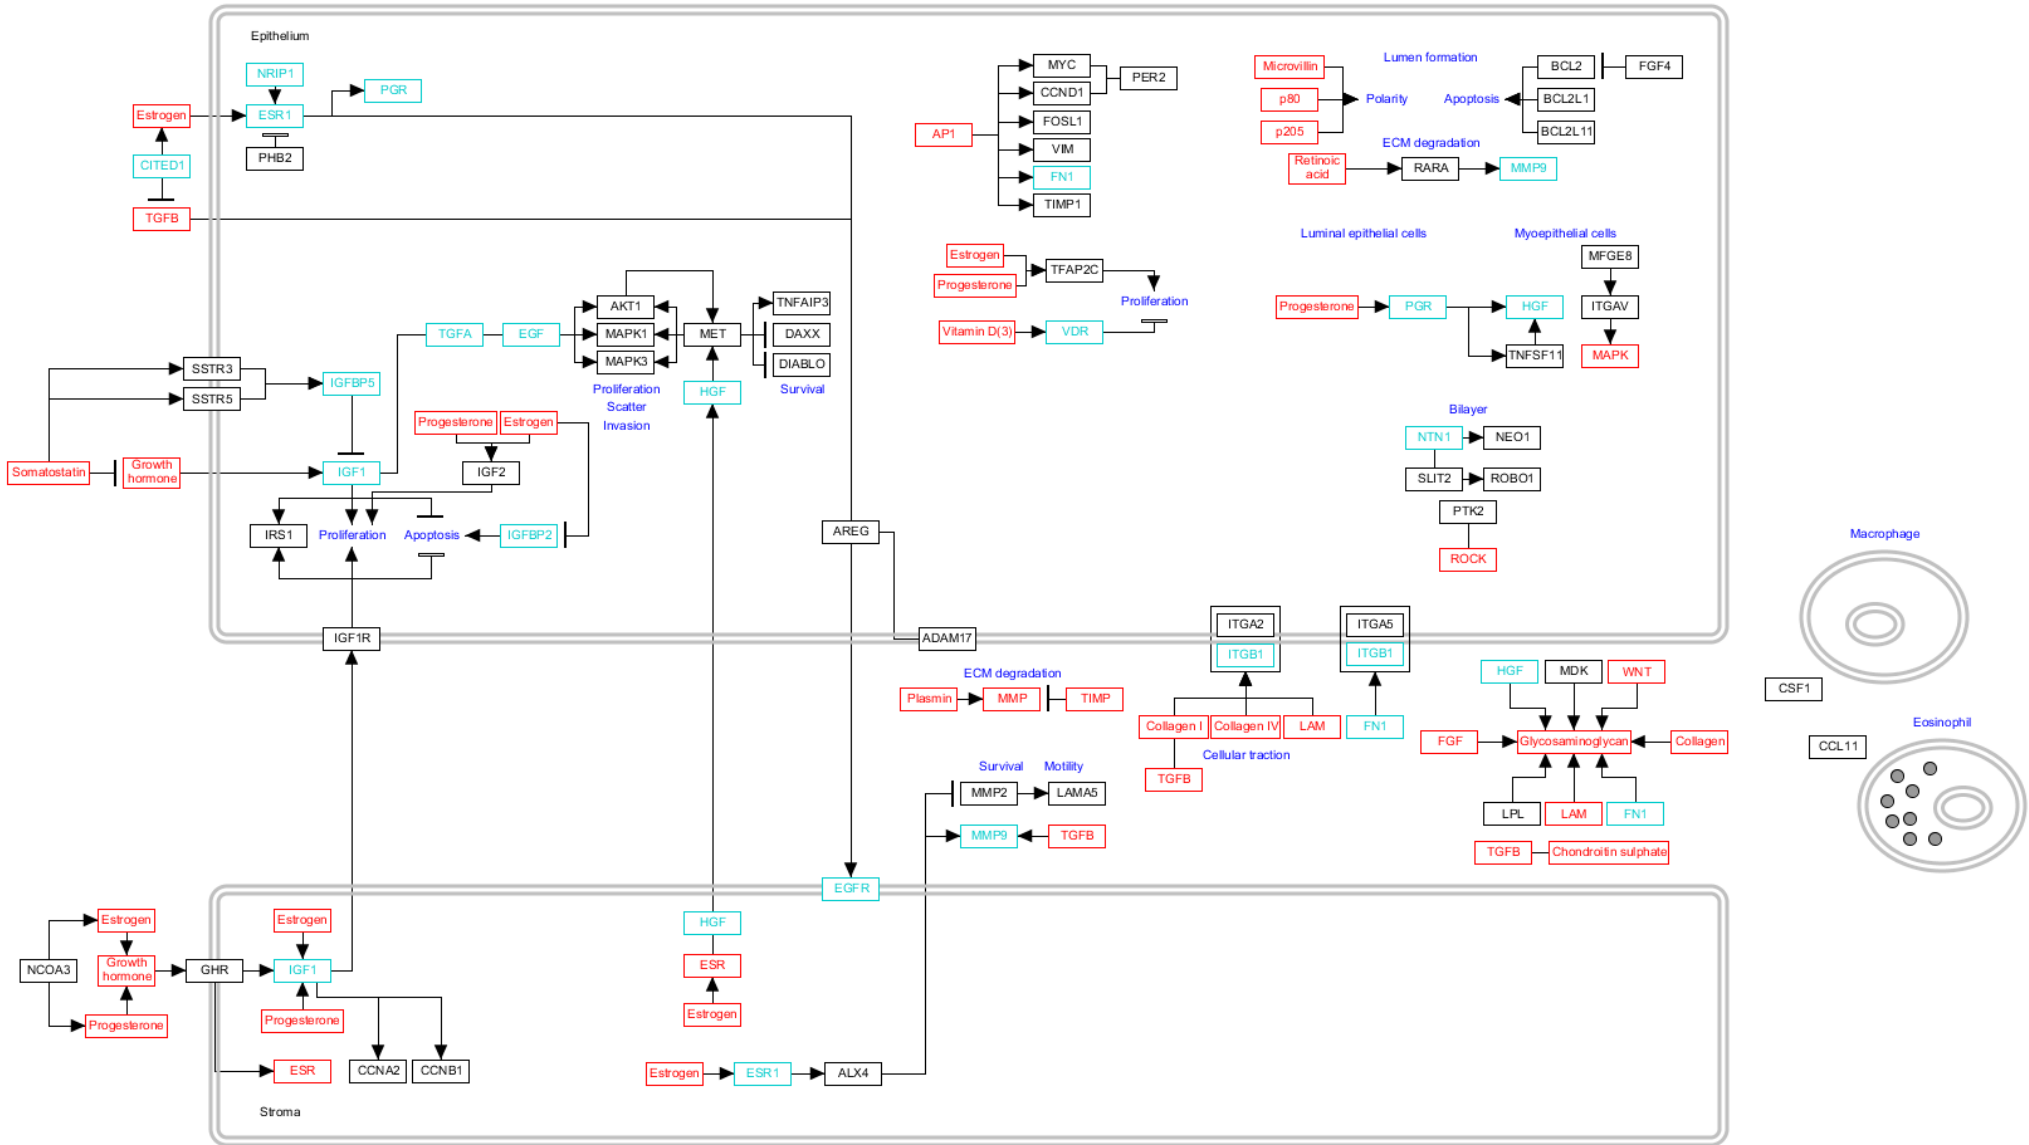 Epithelium
NRIP1
PGR
Estrogen
ESR1
CITED1
PHB2
TGFB
MYC
CCND1
PER2
AP1
FOSL1
VIM
FN1
TIMP1
Microvillin
p80
p205
Lumen formation
Polarity
Apoptosis
BCL2
FGF4
BCL2L1
BCL2L11
ECM degradation
Retinoic
acid
RARA
MMP9
Estrogen
Progesterone
TFAP2C
Proliferation
Vitamin D(3)
VDR
Luminal epithelial cells
Myoepithelial cells
MFGE8
Progesterone
PGR
HGF
ITGAV
TNFSF11
MAPK
AKT1
TNFAIP3
TGFA
EGF
MAPK1
MET
DAXX
MAPK3
DIABLO
Proliferation
Scatter
Invasion
HGF
Survival
SSTR3
SSTR5
IGFBP5
Progesterone
Estrogen
Somatostatin
Growth
hormone
IGF1
IGF2
IRS1
Proliferation
Apoptosis
IGFBP2
AREG
Bilayer
NTN1
NEO1
SLIT2
ROBO1
PTK2
ROCK
Macrophage
IGF1R
ADAM17
ITGA2
ITGB1
ITGA5
ITGB1
ECM degradation
Plasmin
MMP
TIMP
Collagen I
Collagen IV
LAM
FN1
Cellular traction
TGFB
HGF
MDK
WNT
FGF
Glycosaminoglycan
Collagen
LPL
LAM
FN1
TGFB
Chondroitin sulphate
CSF1
Eosinophil
CCL11
Survival
Motility
MMP2
LAMA5
MMP9
TGFB
EGFR
Estrogen
NCOA3
Growth
hormone
Progesterone
GHR
Estrogen
IGF1
Progesterone
ESR
CCNA2
CCNB1
HGF
ESR
Estrogen
Estrogen
ESR1
ALX4
Stroma